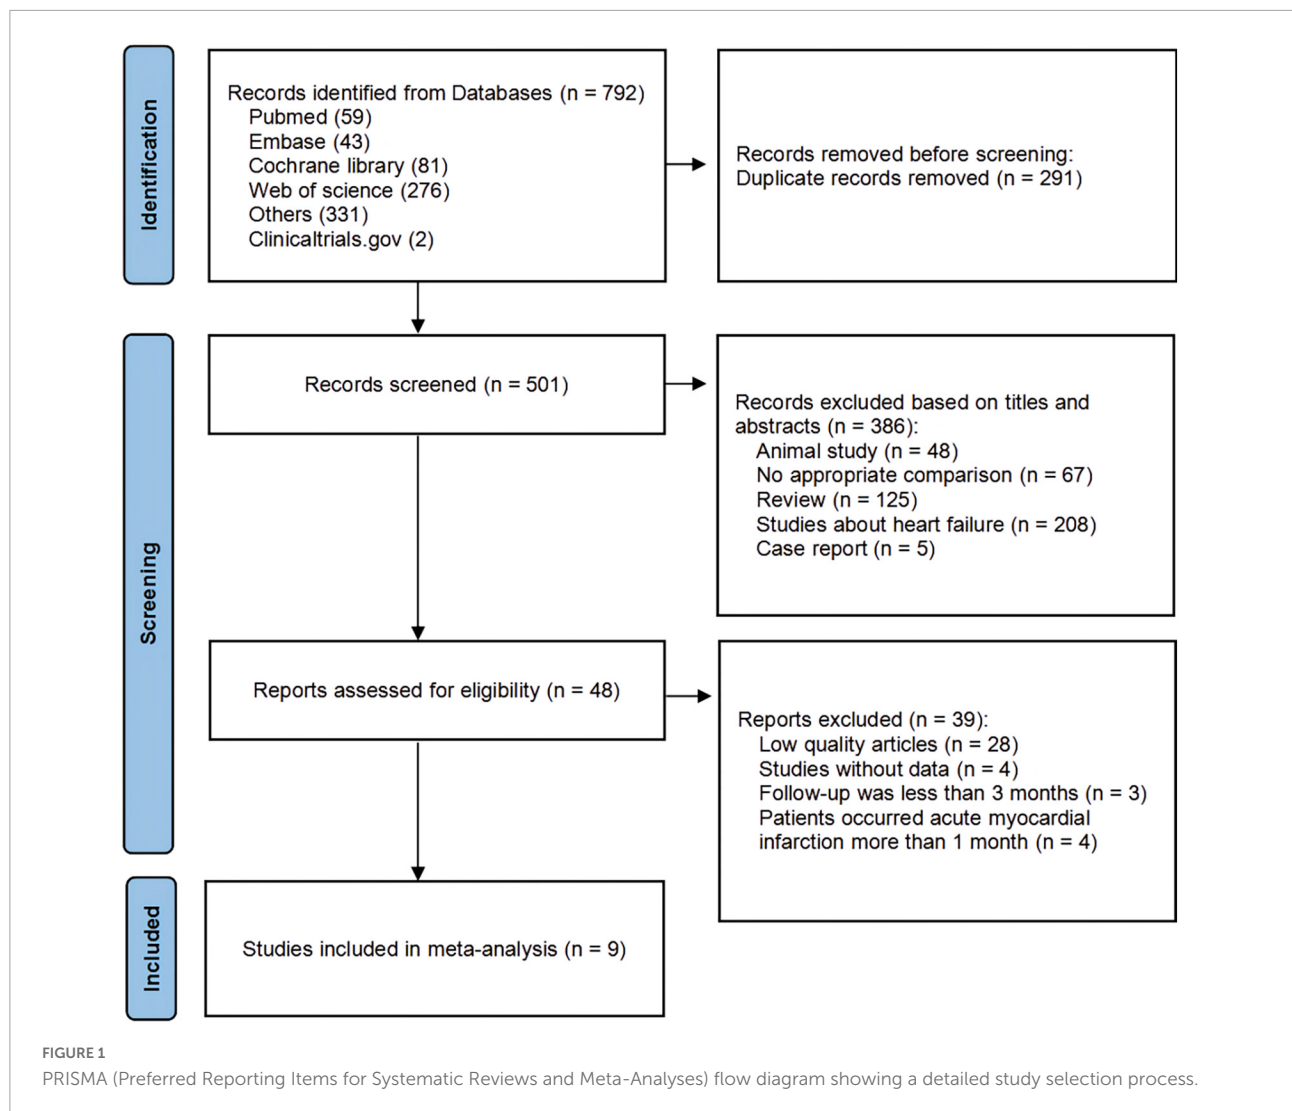 Identification
Records identified from Databases (n = 792)
Pubmed (59)
Embase (43)
Cochrane library (81)
Web of science (276)
Others (331)
Clinicaltrials.gov (2)
Records removed before screening:
Duplicate records removed (n = 291)
Screening
Records screened (n = 501)
Records excluded based on titles and
abstracts (n = 386):
Animal study (n = 48)
No appropriate comparison (n = 67)
Review (n = 125)
Studies about heart failure (n = 208)
Case report (n = 5)
Reports assessed for eligibility (n = 48)
Reports excluded (n = 39):
Low quality articles (n = 28)
Studies without data (n = 4)
Follow-up was less than 3 months (n = 3)
Patients occurred acute myocardial
infarction more than 1 month (n = 4)
Included
Studies included in meta-analysis (n = 9)
FIGURE 1
PRISMA (Preferred Reporting Items for Systematic Reviews and Meta-Analyses) flow diagram showing a detailed study selection process.